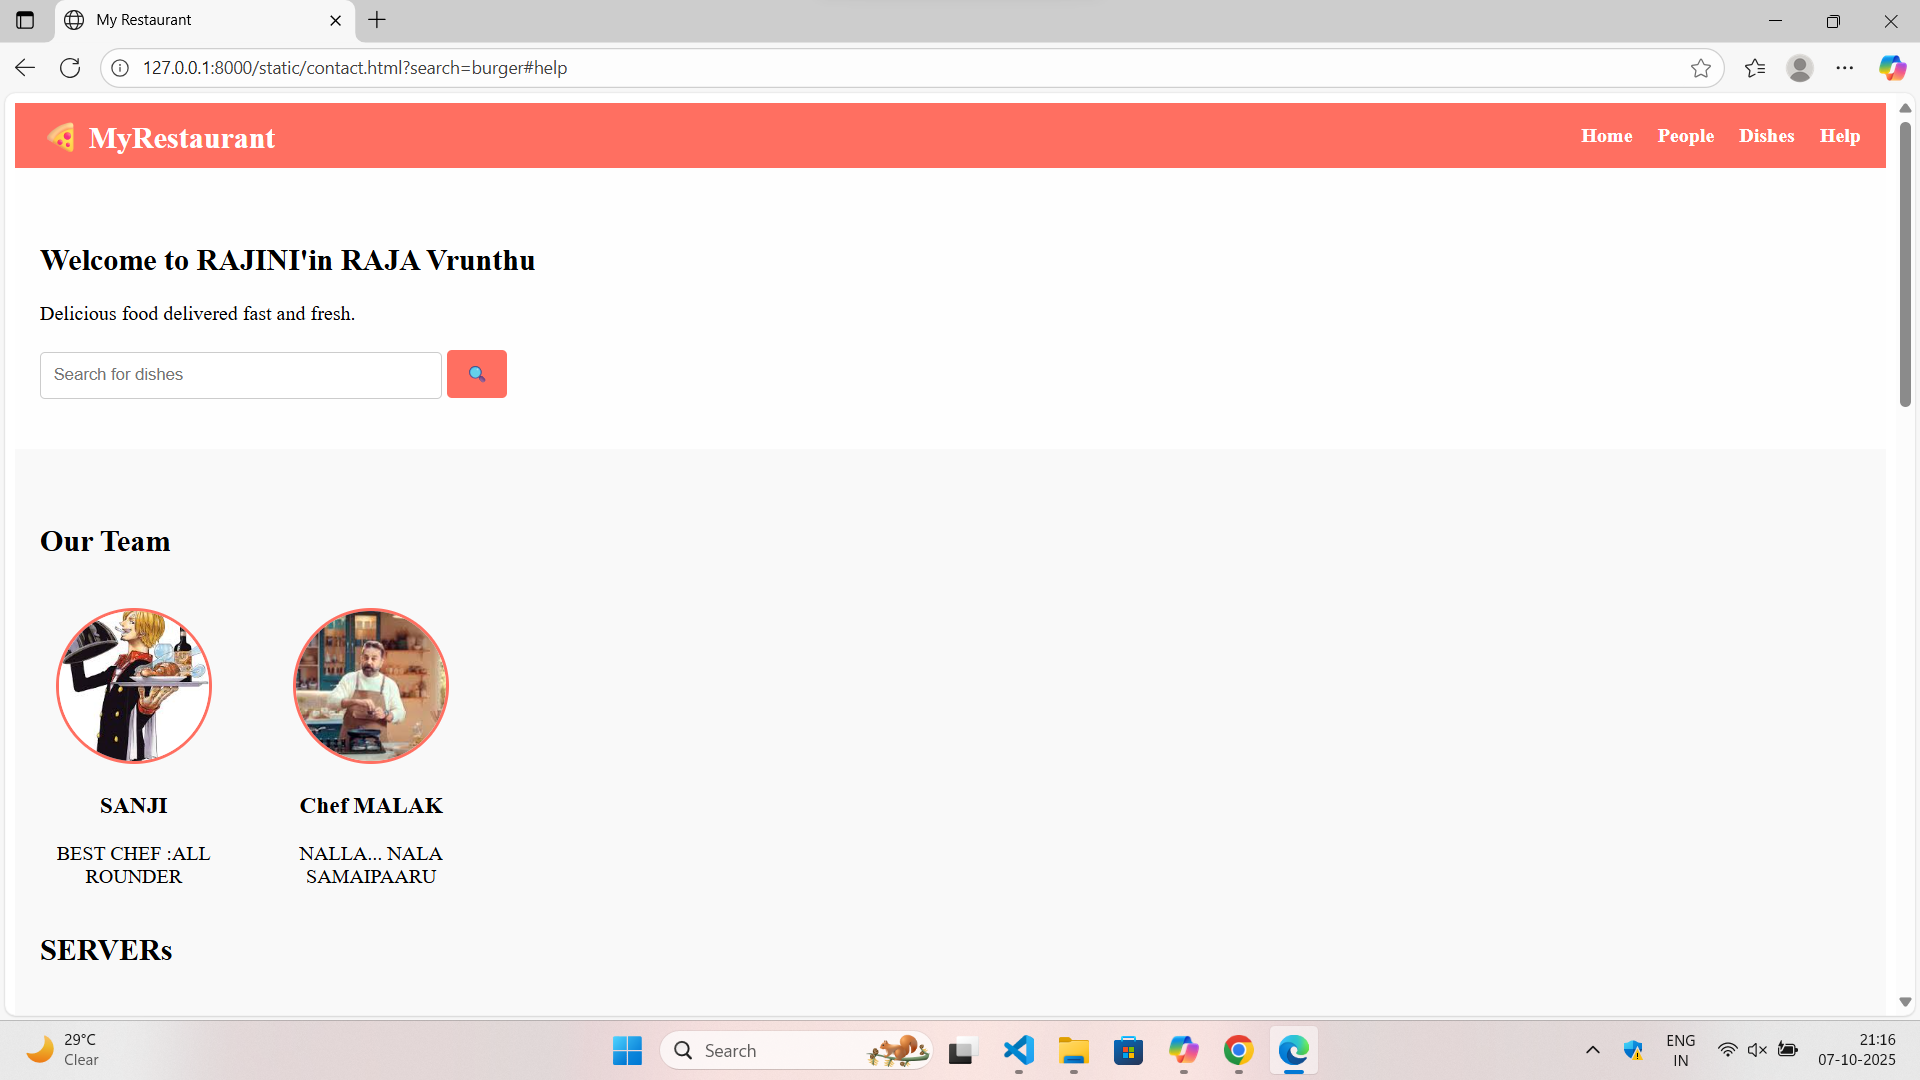 My Restaurant
127.0.0.1:8000/static/contact.html?search=burger#help
MyRestaurant
Home People Dishes Help
Welcome to RAJINI'in RAJA Vrunthu
Delicious food delivered fast and fresh.
Search for dishes
Our Team
SANJI
BEST CHEF :ALL
ROUNDER
Chef MALAK
NALLA... NALA
SAMAIPAARU
SERVERs
29°C
Clear
Search
ENG
IN
21:16
07-10-2025